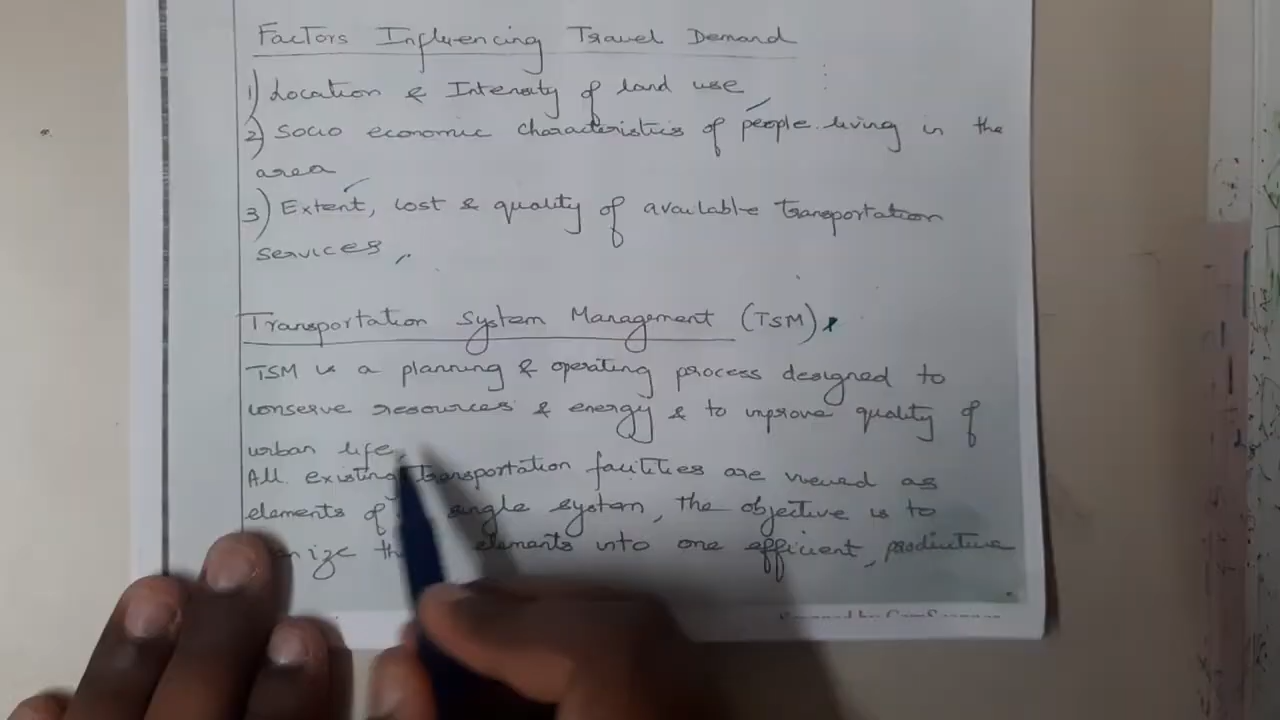 Factors Influencing Travel Demand
1) Location & Intensity of land use
2) Socio economic characteristics of people living in the
area
3) Extent, cost & quality of available transportation
services,
Transportation System Management (TSM)
TSM is a planning & operating process designed to
conserve resources & energy & to improve quality of
urban life.
All existing transportation facilities are viewed as
elements of single system, the objective is to
elements into one efficient, productive